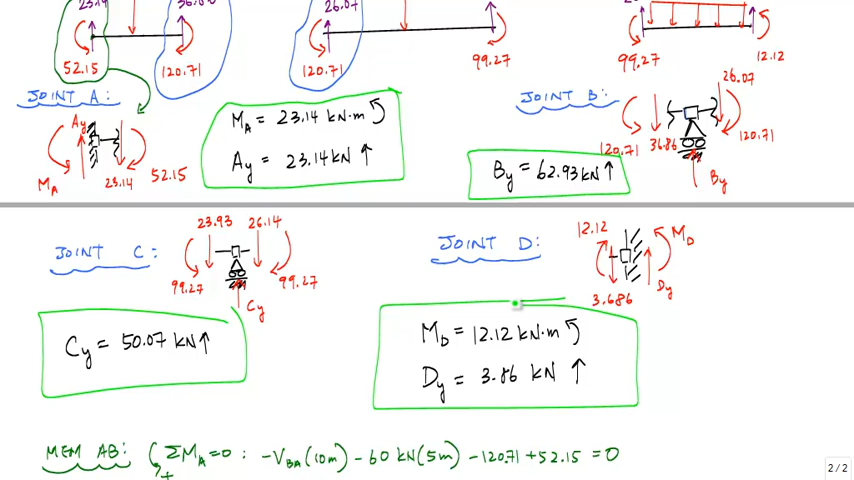 26.07
52.15
120.71
120.71
99.27
99.27
12.12
JOINT A:
Ay
MA
23.14
52.15
MA = 23.14 kN·m
Ay = 23.14 kN ↑
JOINT B:
26.07
120.71
36.86
120.71
By
By = 62.93 kN ↑
JOINT C:
23.93 26.14
99.27
99.27
Cy
Cy = 50.07 kN ↑
JOINT D:
12.12
MD
3.686
Dy
MD = 12.12 kN·m
Dy = 3.86 kN ↑
MEM AB: + ΣMA = 0 : -VBA (10m) - 60 kN (5m) - 120.71 + 52.15 = 0
2 / 2